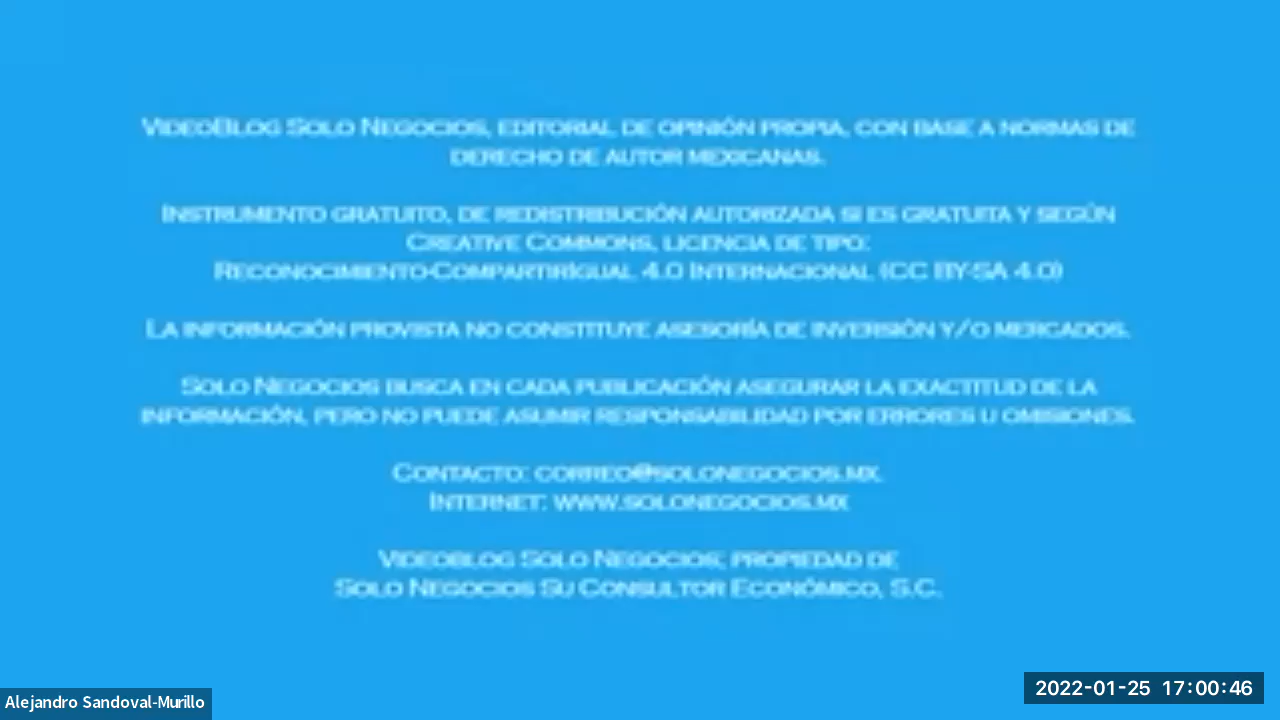 VideoBlog Solo Negocios, editorial de opinión propia, con base a normas de
derecho de autor mexicanas.
Instrumento gratuito, de redistribución autorizada si es gratuita y según
Creative Commons, licencia de tipo:
Reconocimiento-CompartirIgual 4.0 Internacional (CC BY-SA 4.0)
La información provista no constituye asesoría de inversión y/o mercados.
Solo Negocios busca en cada publicación asegurar la exactitud de la
información, pero no puede asumir responsabilidad por errores u omisiones.
Contacto: correo@solonegocios.mx.
Internet: www.solonegocios.mx
Videoblog Solo Negocios; propiedad de
Solo Negocios Su Consultor Económico, S.C.
Alejandro Sandoval-Murillo
2022-01-25 17:00:46